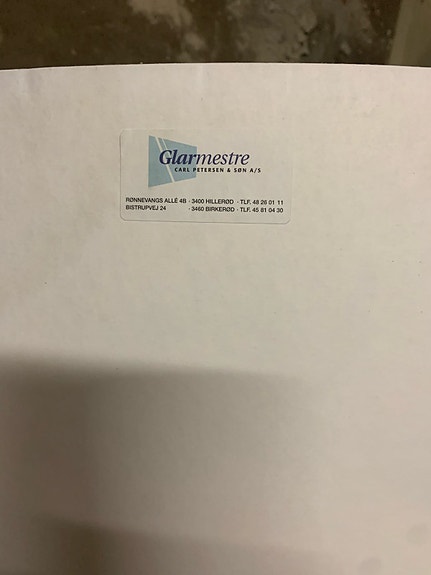 Glarmestre
CARL PETERSEN & SØN A/S
RØNNEVANGS ALLÉ 4B · 3400 HILLERØD · TLF. 48 26 01 11
BISTRUPVEJ 24 · 3460 BIRKERØD · TLF. 45 81 04 30